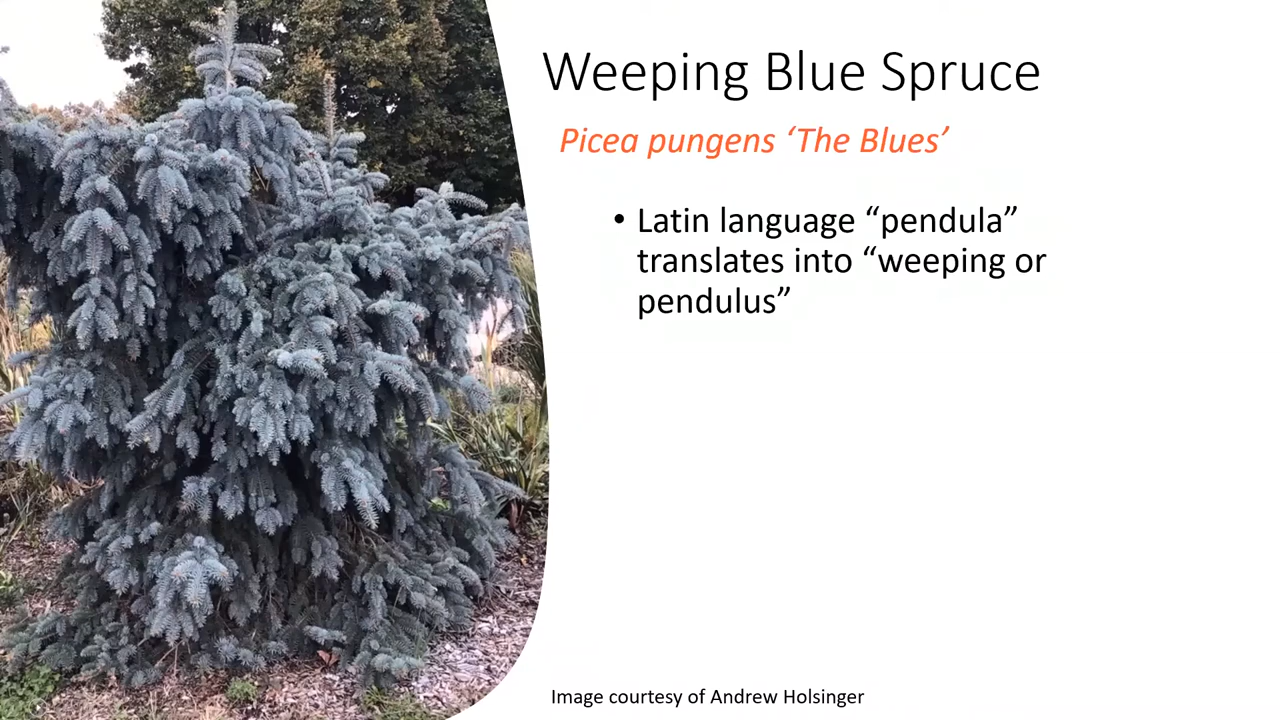 Weeping Blue Spruce
Picea pungens ‘The Blues’
• Latin language “pendula”
translates into “weeping or
pendulus”
Image courtesy of Andrew Holsinger